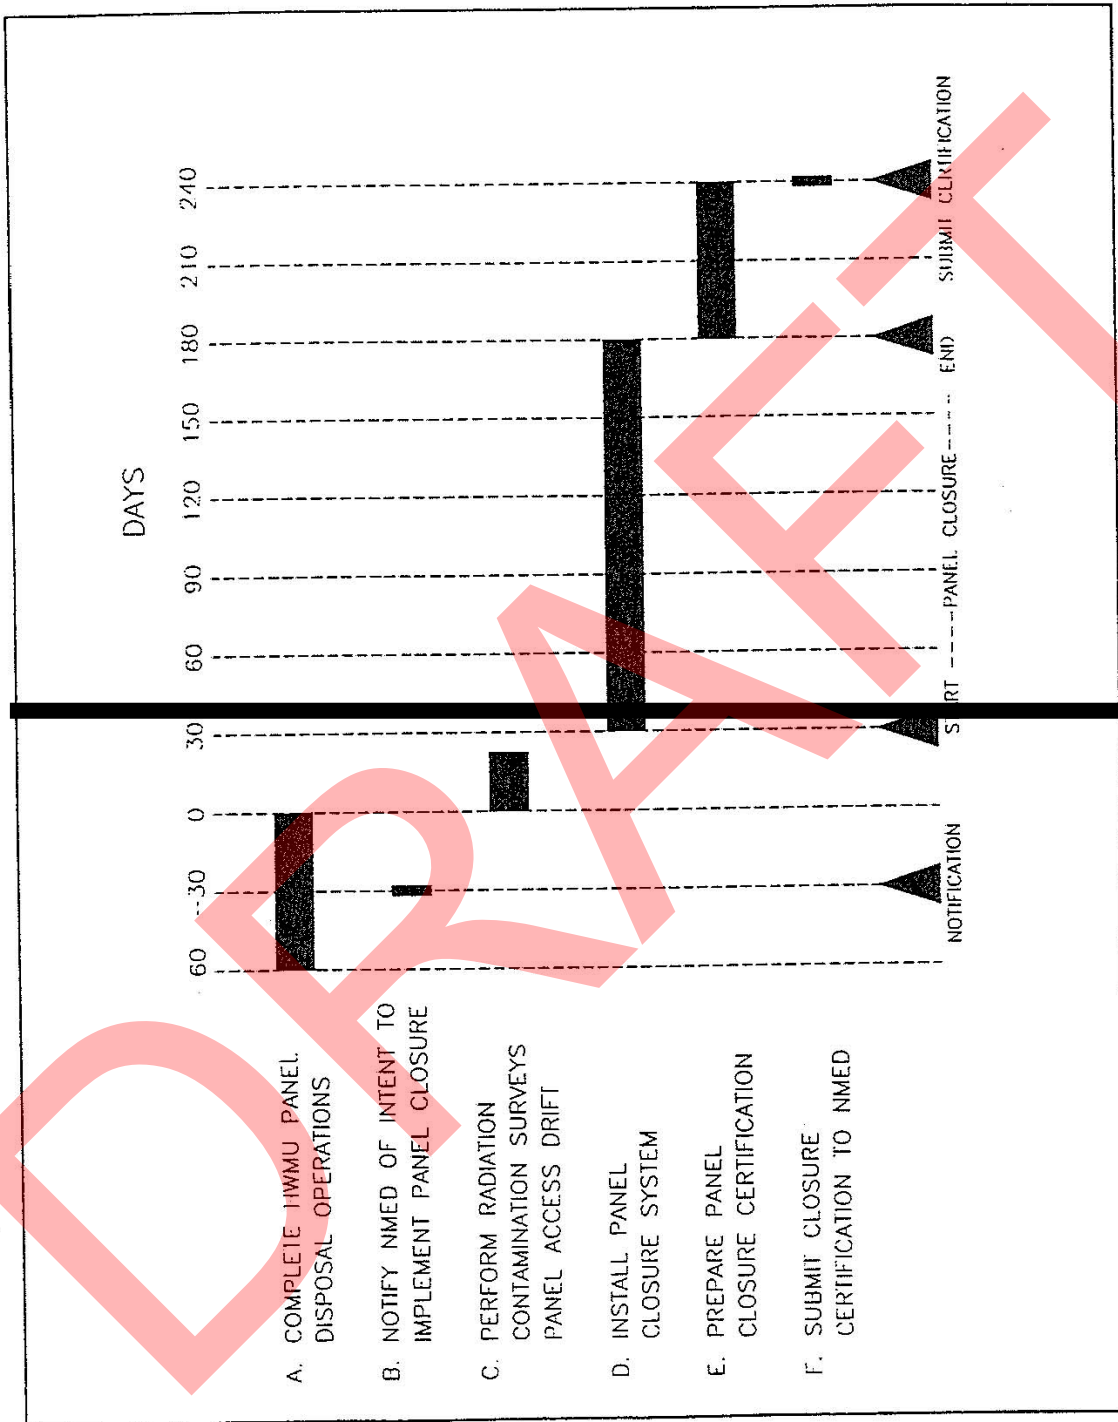 DAYS
-60 -30 0 30 60 90 120 150 180 210 240
A. COMPLETE HWMU PANEL
DISPOSAL OPERATIONS
B. NOTIFY NMED OF INTENT TO
IMPLEMENT PANEL CLOSURE
C. PERFORM RADIATION
CONTAMINATION SURVEYS
PANEL ACCESS DRIFT
D. INSTALL PANEL
CLOSURE SYSTEM
E. PREPARE PANEL
CLOSURE CERTIFICATION
F. SUBMIT CLOSURE
CERTIFICATION TO NMED
NOTIFICATION
START ----PANEL CLOSURE---- END
SUBMIT CERTIFICATION
DRAFT